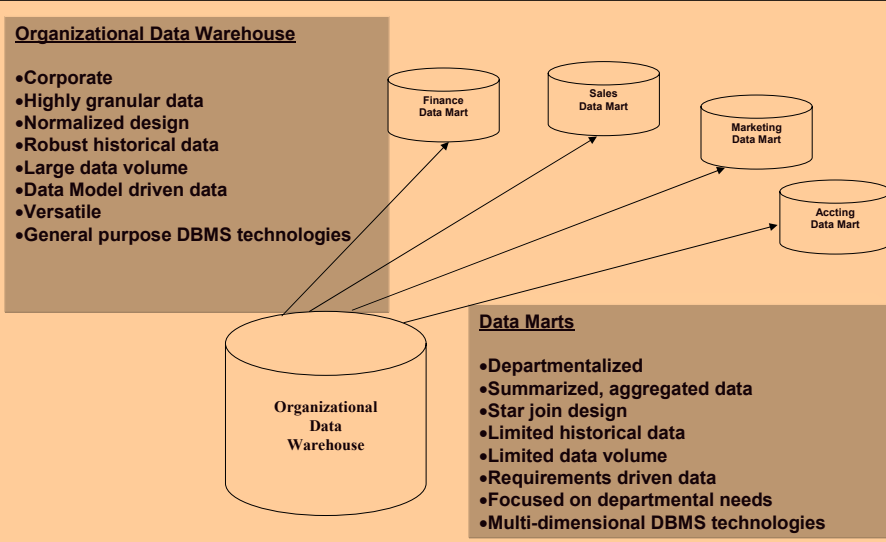 Organizational Data Warehouse
•Corporate
•Highly granular data
•Normalized design
•Robust historical data
•Large data volume
•Data Model driven data
•Versatile
•General purpose DBMS technologies
Finance
Data Mart
Sales
Data Mart
Marketing
Data Mart
Accting
Data Mart
Organizational
Data
Warehouse
Data Marts
•Departmentalized
•Summarized, aggregated data
•Star join design
•Limited historical data
•Limited data volume
•Requirements driven data
•Focused on departmental needs
•Multi-dimensional DBMS technologies